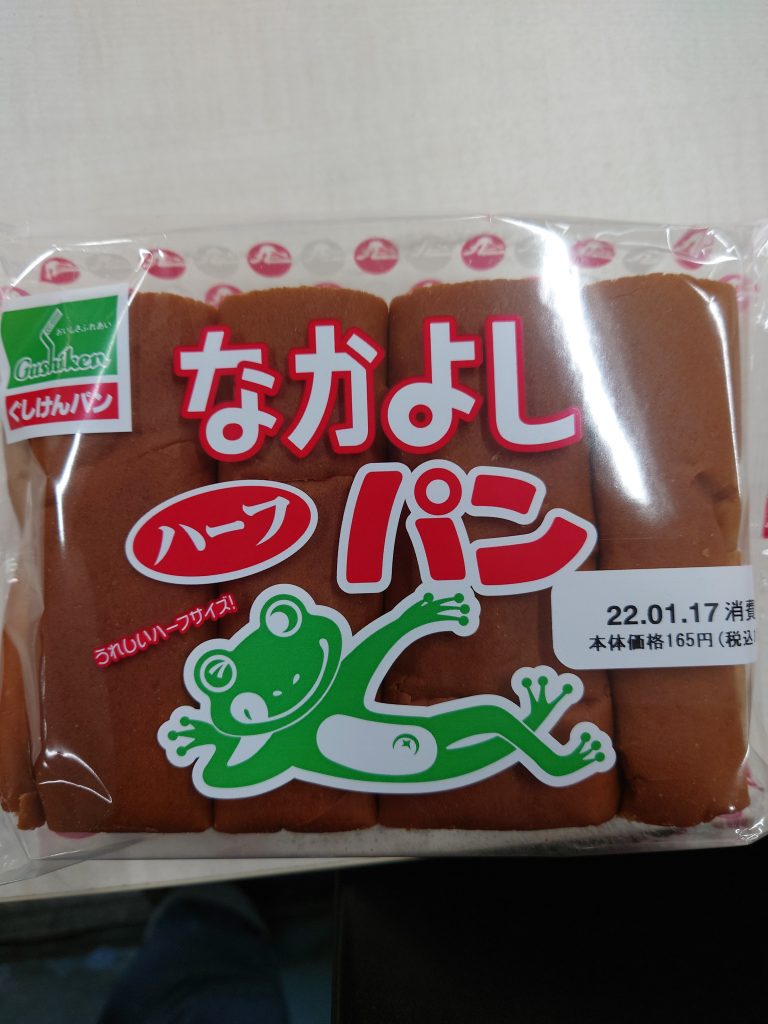 おいしさふれあい
Gushiken
ぐしけんパン
なかよし
ハーフ
パン
うれしいハーフサイズ!
22.01.17 消費
本体価格165円(税込